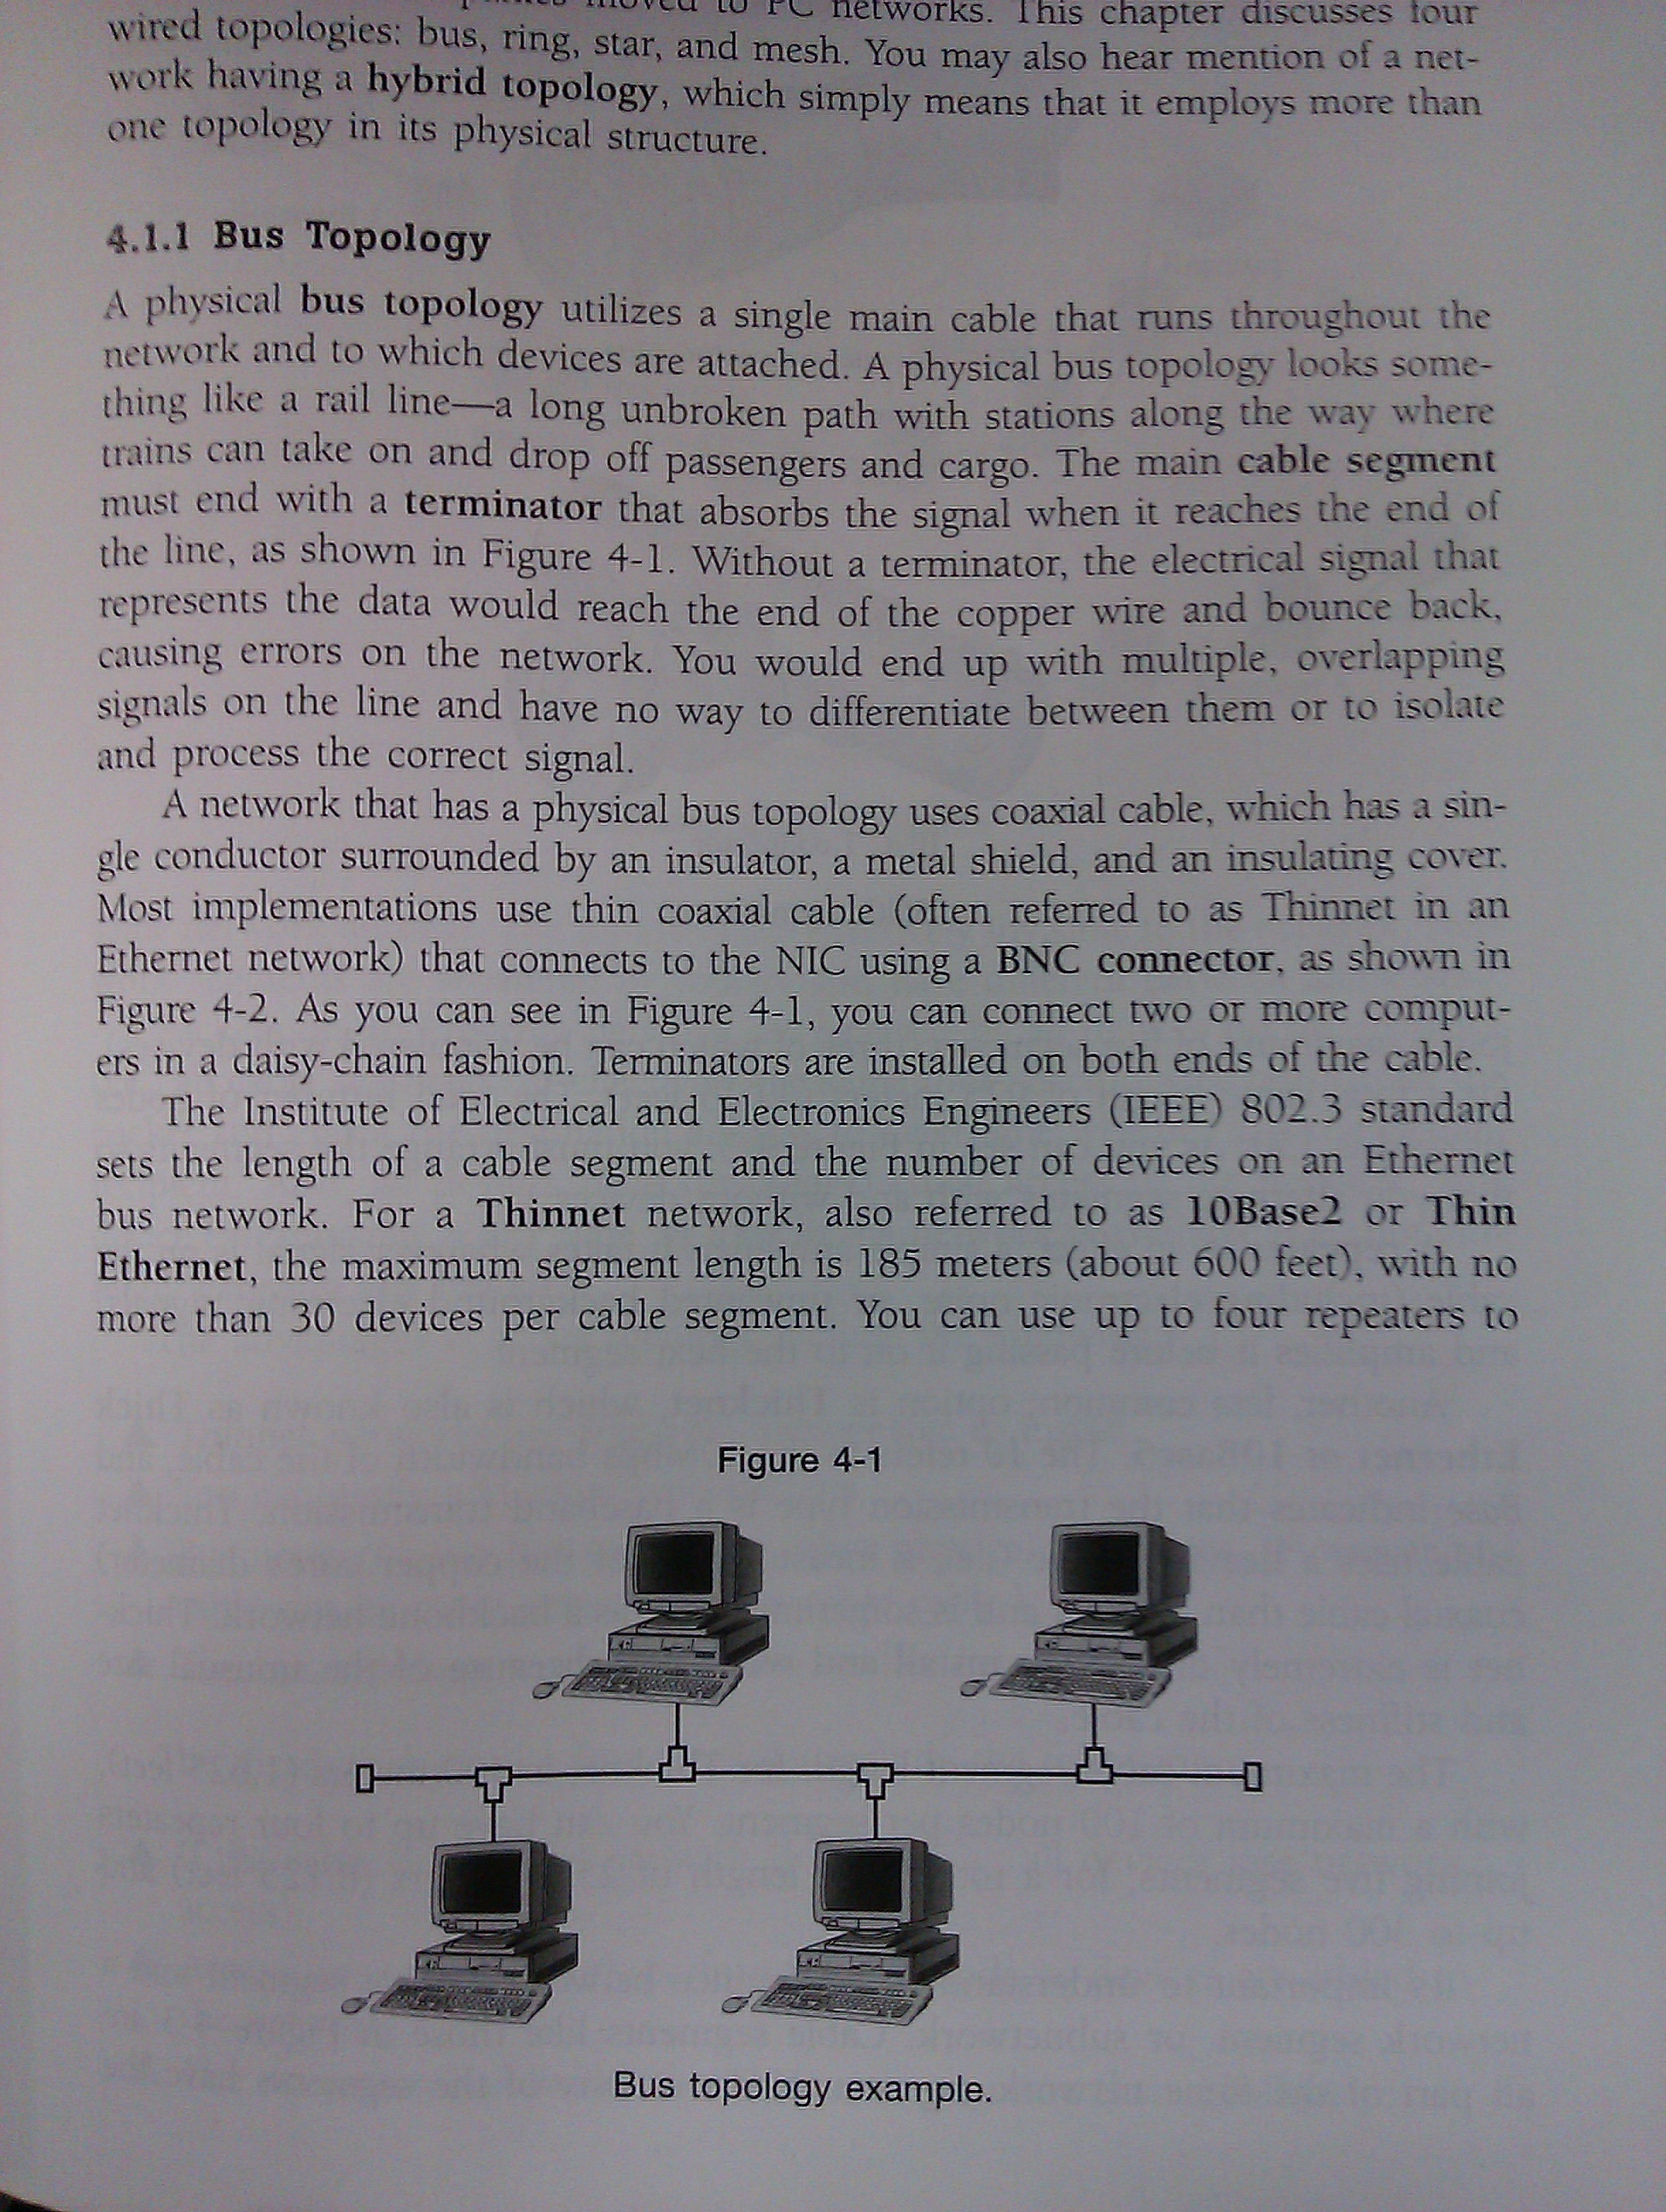 moved to PC networks. This chapter discusses four
wired topologies: bus, ring, star, and mesh. You may also hear mention of a net-
work having a hybrid topology, which simply means that it employs more than
one topology in its physical structure.
4.1.1 Bus Topology
A physical bus topology utilizes a single main cable that runs throughout the
network and to which devices are attached. A physical bus topology looks some-
thing like a rail line—a long unbroken path with stations along the way where
trains can take on and drop off passengers and cargo. The main cable segment
must end with a terminator that absorbs the signal when it reaches the end of
the line, as shown in Figure 4-1. Without a terminator, the electrical signal that
represents the data would reach the end of the copper wire and bounce back,
causing errors on the network. You would end up with multiple, overlapping
signals on the line and have no way to differentiate between them or to isolate
and process the correct signal.
A network that has a physical bus topology uses coaxial cable, which has a sin-
gle conductor surrounded by an insulator, a metal shield, and an insulating cover.
Most implementations use thin coaxial cable (often referred to as Thinnet in an
Ethernet network) that connects to the NIC using a BNC connector, as shown in
Figure 4-2. As you can see in Figure 4-1, you can connect two or more comput-
ers in a daisy-chain fashion. Terminators are installed on both ends of the cable.
The Institute of Electrical and Electronics Engineers (IEEE) 802.3 standard
sets the length of a cable segment and the number of devices on an Ethernet
bus network. For a Thinnet network, also referred to as 10Base2 or Thin
Ethernet, the maximum segment length is 185 meters (about 600 feet), with no
more than 30 devices per cable segment. You can use up to four repeaters to
Figure 4-1
Bus topology example.